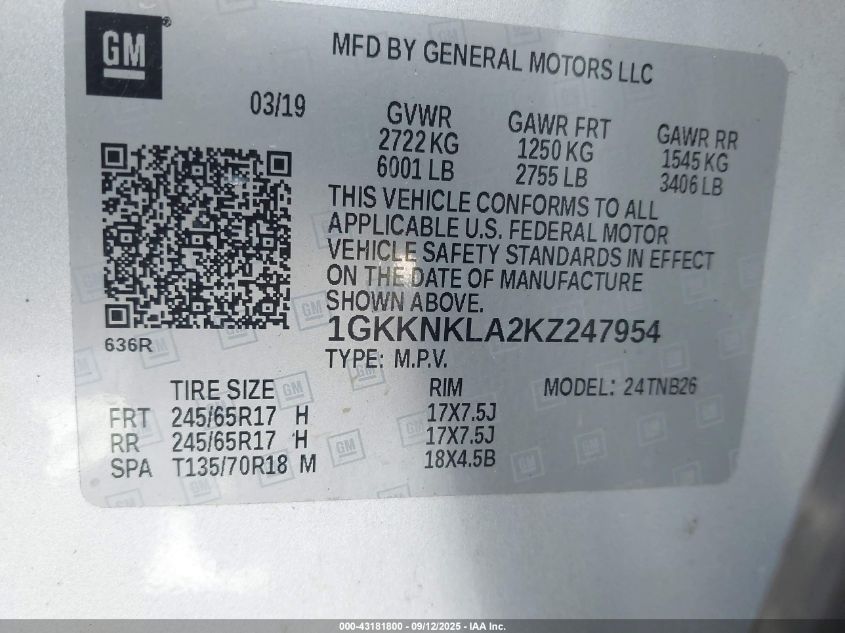 GM
MFD BY GENERAL MOTORS LLC
03/19
GVWR
2722 KG
6001 LB
GAWR FRT
1250 KG
2755 LB
GAWR RR
1545 KG
3406 LB
THIS VEHICLE CONFORMS TO ALL
APPLICABLE U.S. FEDERAL MOTOR
VEHICLE SAFETY STANDARDS IN EFFECT
ON THE DATE OF MANUFACTURE
SHOWN ABOVE.
1GKKNKLA2KZ247954
636R
TYPE: M.P.V.
TIRE SIZE RIM MODEL: 24TNB26
FRT 245/65R17 H 17X7.5J
RR 245/65R17 H 17X7.5J
SPA T135/70R18 M 18X4.5B
000-43181800 - 09/12/2025 - IAA Inc.